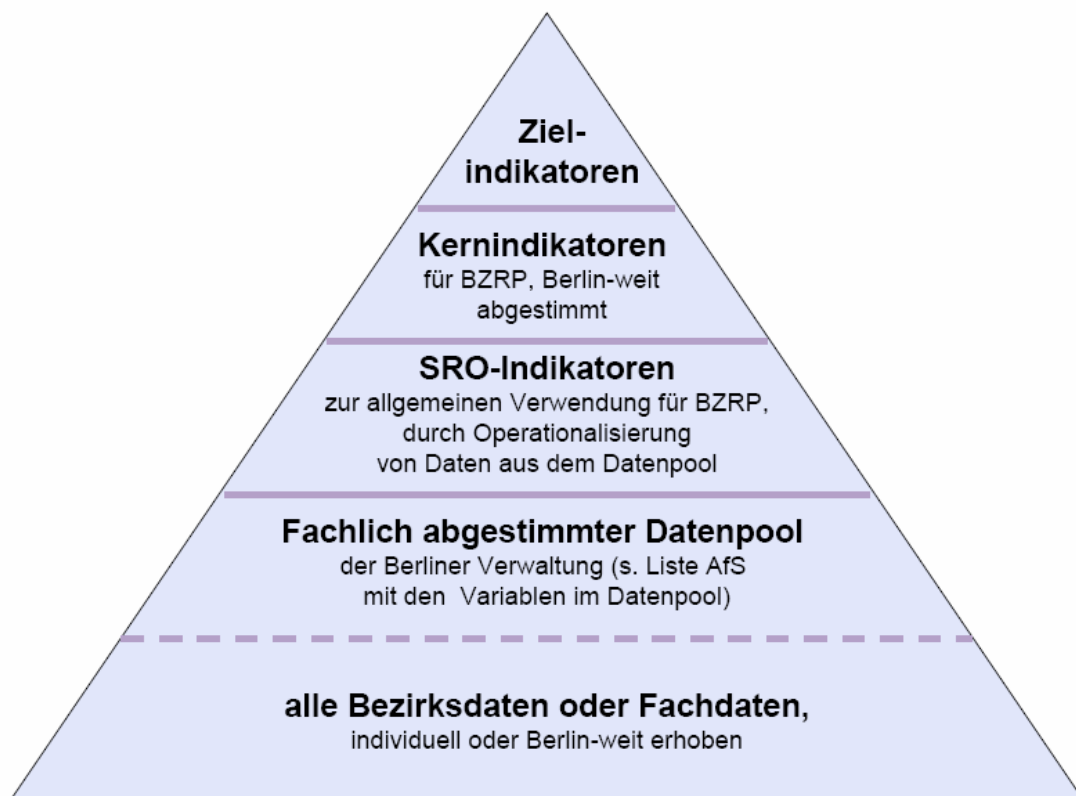 Ziel-
indikatoren
Kernindikatoren
für BZRP, Berlin-weit
abgestimmt
SRO-Indikatoren
zur allgemeinen Verwendung für BZRP,
durch Operationalisierung
von Daten aus dem Datenpool
Fachlich abgestimmter Datenpool
der Berliner Verwaltung (s. Liste AfS
mit den Variablen im Datenpool)
alle Bezirksdaten oder Fachdaten,
individuell oder Berlin-weit erhoben